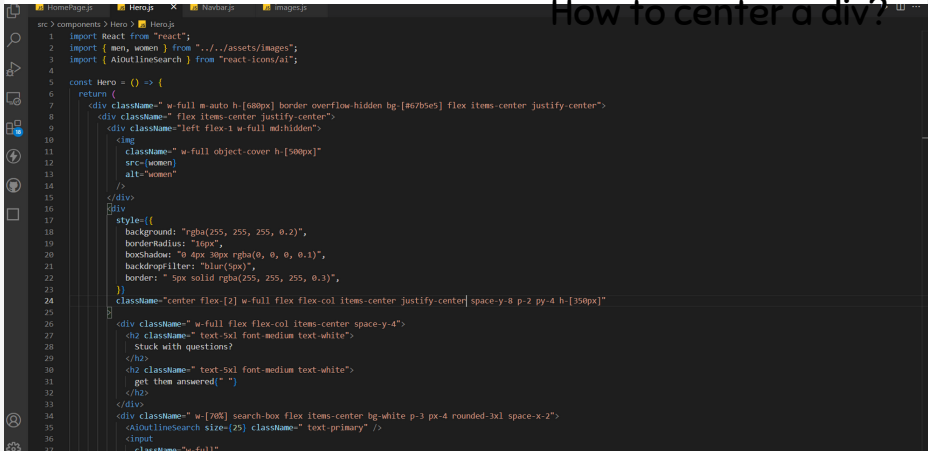 How to center a div?
HomePage.js Hero.js Navbar.js images.js
src > components > Hero > Hero.js
1 import React from "react";
2 import { men, women } from "../../assets/images";
3 import { AiOutlineSearch } from "react-icons/ai";
4
5 const Hero = () => {
6 return (
7 <div className=" w-full m-auto h-[680px] border overflow-hidden bg-[#67b5e5] flex items-center justify-center">
8 <div className=" flex items-center justify-center">
9 <div className="left flex-1 w-full md:hidden">
10 <img
11 className=" w-full object-cover h-[500px]"
12 src={women}
13 alt="women"
14 />
15 </div>
16 <div
17 style={{
18 background: "rgba(255, 255, 255, 0.2)",
19 borderRadius: "16px",
20 boxShadow: "0 4px 30px rgba(0, 0, 0, 0.1)",
21 backdropFilter: "blur(5px)",
22 border: " 5px solid rgba(255, 255, 255, 0.3)",
23 }}
24 className="center flex-[2] w-full flex flex-col items-center justify-center space-y-8 p-2 py-4 h-[350px]"
25 >
26 <div className=" w-full flex flex-col items-center space-y-4">
27 <h2 className=" text-5xl font-medium text-white">
28 Stuck with questions?
29 </h2>
30 <h2 className=" text-5xl font-medium text-white">
31 get them answered{" "}
32 </h2>
33 </div>
34 <div className=" w-[70%] search-box flex items-center bg-white p-3 px-4 rounded-3xl space-x-2">
35 <AiOutlineSearch size={25} className=" text-primary" />
36 <input
37 className="w-full"